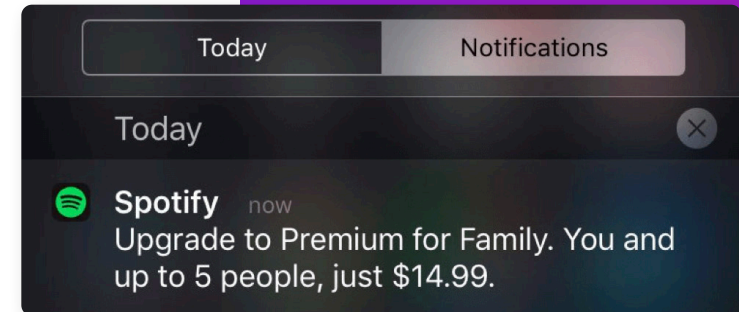 Today
Notifications
Today
Spotify now
Upgrade to Premium for Family. You and
up to 5 people, just $14.99.